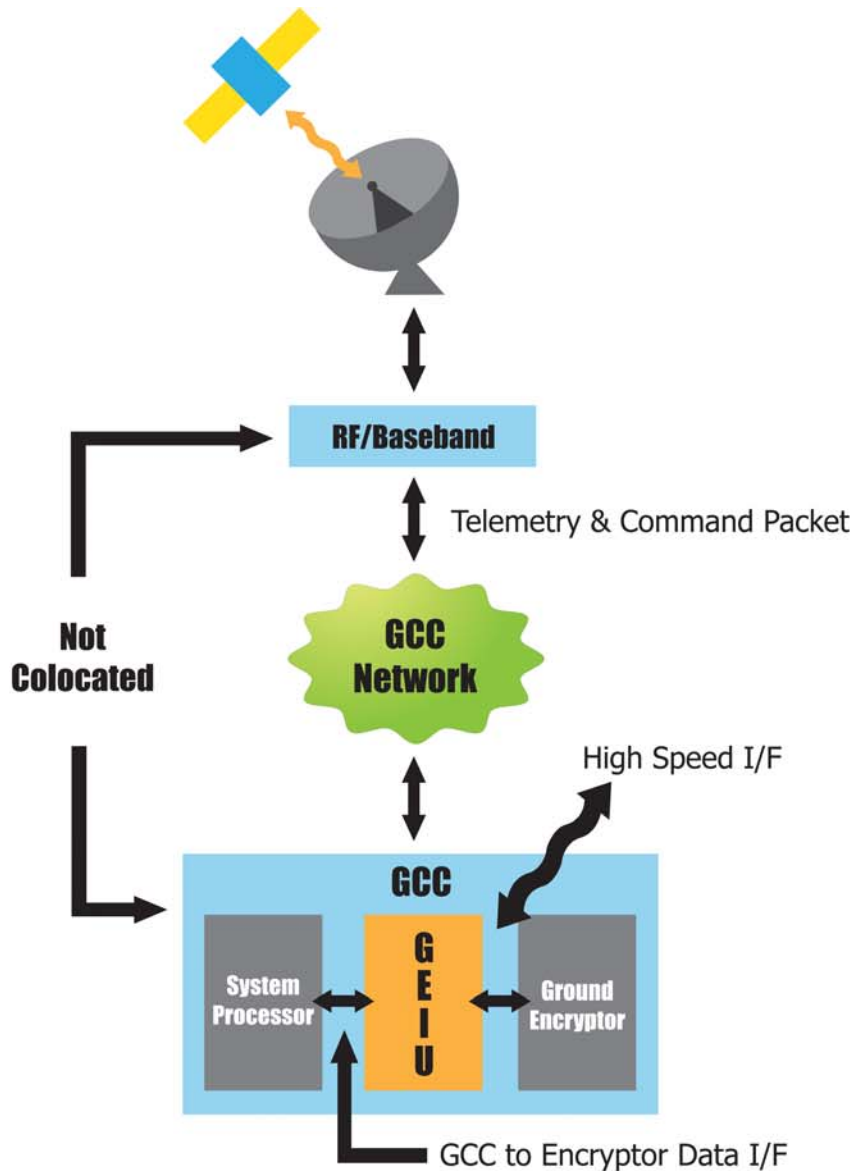 RF/Baseband
Telemetry & Command Packet
Not
Colocated
GCC
Network
High Speed I/F
GCC
System
Processor
G
E
I
U
Ground
Encryptor
GCC to Encryptor Data I/F